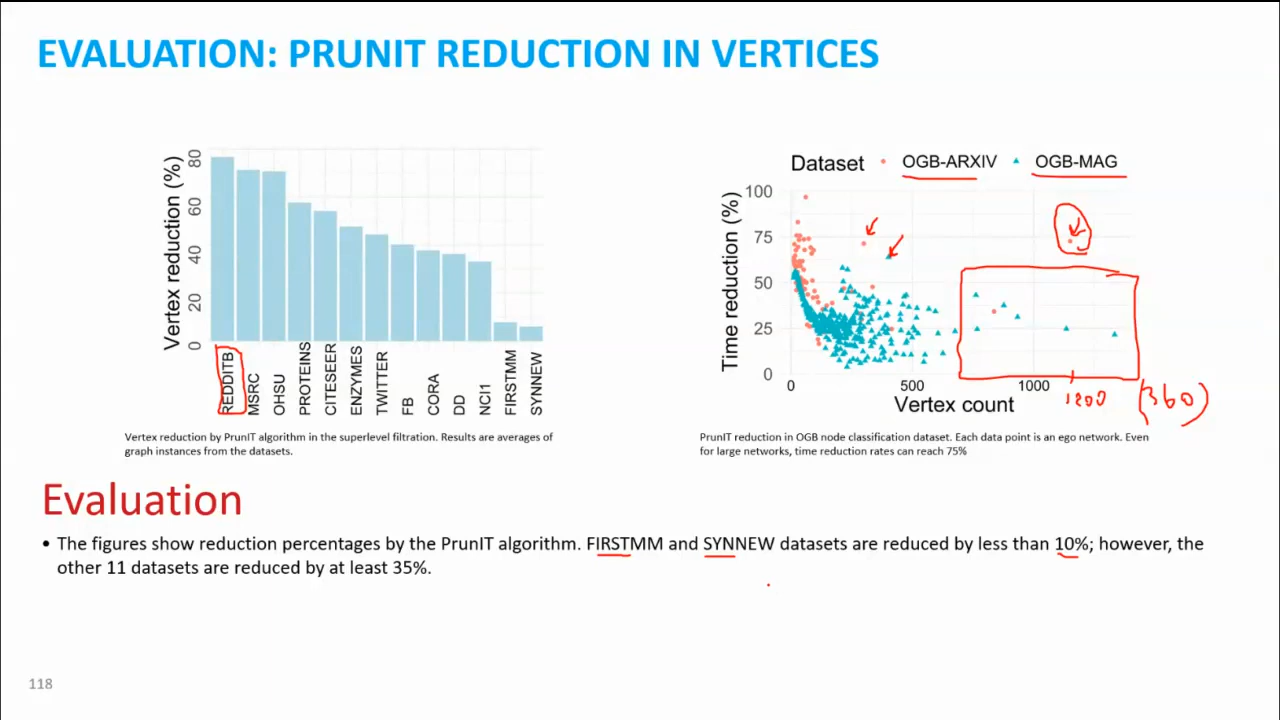 EVALUATION: PRUNIT REDUCTION IN VERTICES
Vertex reduction (%)
80
60
40
20
0
REDDITB
MSRC
OHSU
PROTEINS
CITESEER
ENZYMES
TWITTER
FB
CORA
DD
NCI1
FIRSTMM
SYNNEW
Vertex reduction by PrunIT algorithm in the superlevel filtration. Results are averages of
graph instances from the datasets.
Dataset OGB-ARXIV OGB-MAG
Time reduction (%)
100
75
50
25
0
0 500 1000
1200
(360)
Vertex count
PrunIT reduction in OGB node classification dataset. Each data point is an ego network. Even
for large networks, time reduction rates can reach 75%
Evaluation
• The figures show reduction percentages by the PrunIT algorithm. FIRSTMM and SYNNEW datasets are reduced by less than 10%; however, the
other 11 datasets are reduced by at least 35%.
118